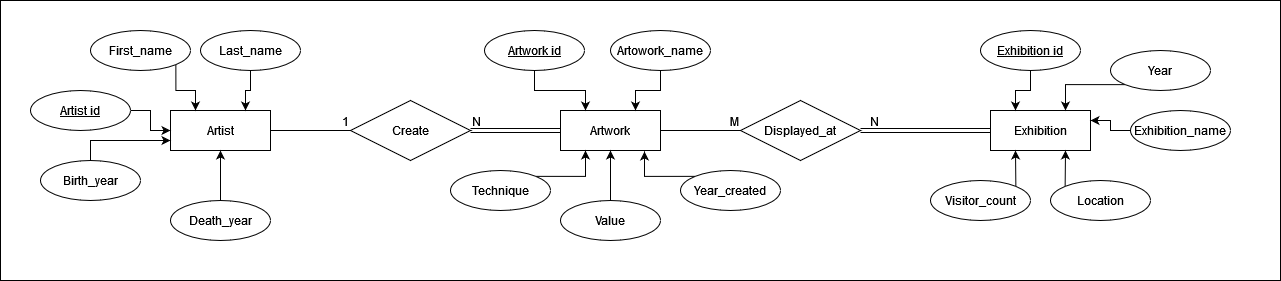 First_name
Last_name
Artwork id
Artowork_name
Exhibition id
Year
Artist id
Artist
1
Create
N
Artwork
M
Displayed_at
N
Exhibition
Exhibition_name
Birth_year
Technique
Year_created
Visitor_count
Location
Death_year
Value